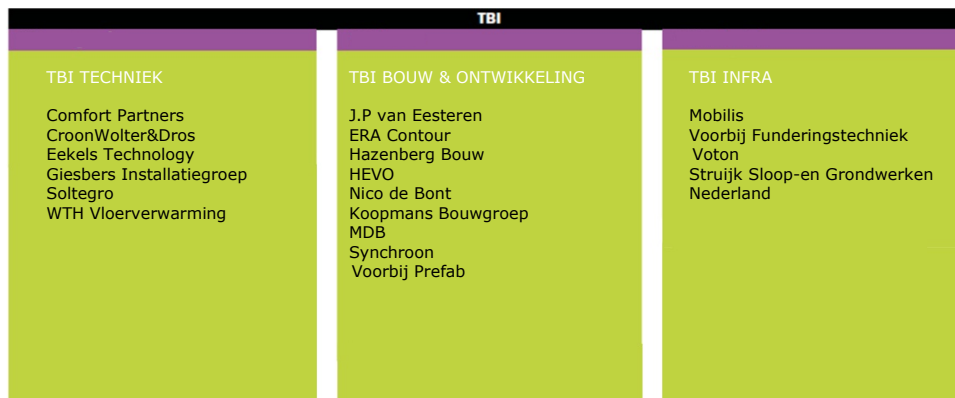 TBI
TBI TECHNIEK
Comfort Partners
CroonWolter&Dros
Eekels Technology
Giesbers Installatiegroep
Soltegro
WTH Vloerverwarming
TBI BOUW & ONTWIKKELING
J.P van Eesteren
ERA Contour
Hazenberg Bouw
HEVO
Nico de Bont
Koopmans Bouwgroep
MDB
Synchroon
Voorbij Prefab
TBI INFRA
Mobilis
Voorbij Funderingstechniek
Voton
Struijk Sloop-en Grondwerken
Nederland